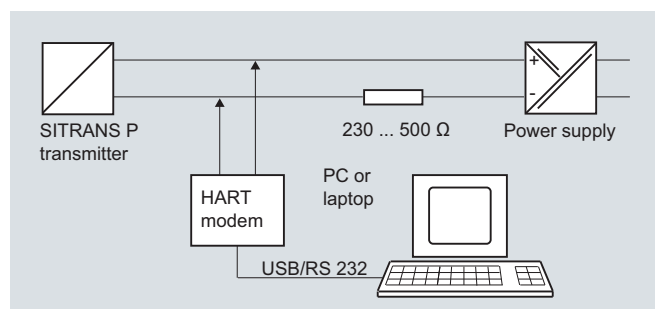 +
-
SITRANS P
transmitter
230 ... 500 Ω
Power supply
PC or
laptop
HART
modem
USB/RS 232